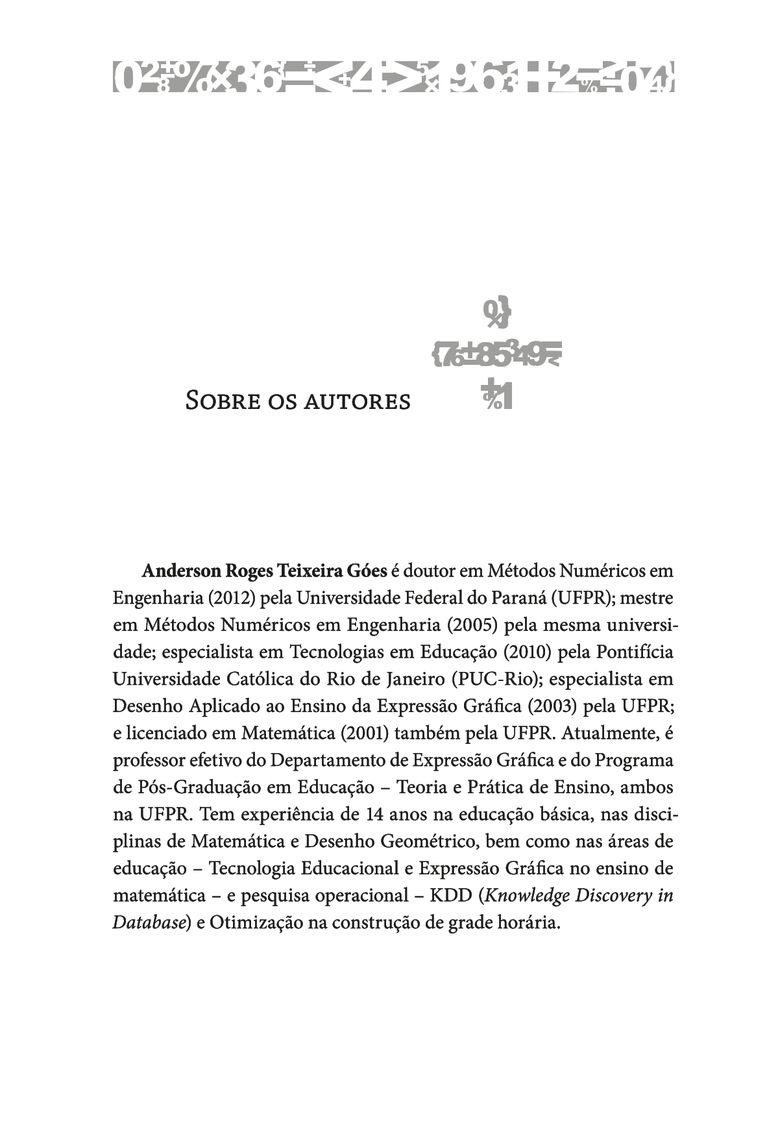 Sobre os autores
Anderson Roges Teixeira Góes é doutor em Métodos Numéricos em
Engenharia (2012) pela Universidade Federal do Paraná (UFPR); mestre
em Métodos Numéricos em Engenharia (2005) pela mesma universi-
dade; especialista em Tecnologias em Educação (2010) pela Pontifícia
Universidade Católica do Rio de Janeiro (PUC-Rio); especialista em
Desenho Aplicado ao Ensino da Expressão Gráfica (2003) pela UFPR;
e licenciado em Matemática (2001) também pela UFPR. Atualmente, é
professor efetivo do Departamento de Expressão Gráfica e do Programa
de Pós-Graduação em Educação – Teoria e Prática de Ensino, ambos
na UFPR. Tem experiência de 14 anos na educação básica, nas disci-
plinas de Matemática e Desenho Geométrico, bem como nas áreas de
educação – Tecnologia Educacional e Expressão Gráfica no ensino de
matemática – e pesquisa operacional – KDD (Knowledge Discovery in
Database) e Otimização na construção de grade horária.